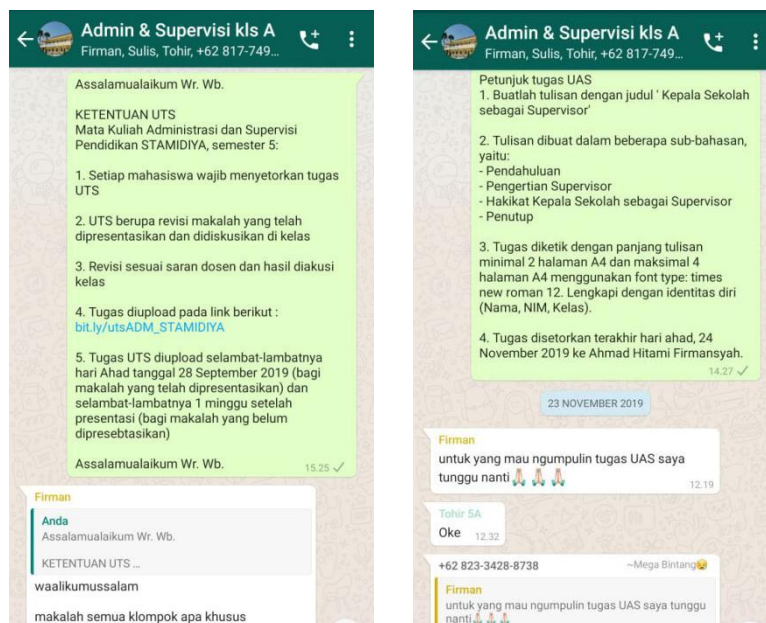 Admin & Supervisi kls A
Firman, Sulis, Tohir, +62 817-749...
Assalamualaikum Wr. Wb.
KETENTUAN UTS
Mata Kuliah Administrasi dan Supervisi
Pendidikan STAMIDIYA, semester 5:
1. Setiap mahasiswa wajib menyetorkan tugas
UTS
2. UTS berupa revisi makalah yang telah
dipresentasikan dan didiskusikan di kelas
3. Revisi sesuai saran dosen dan hasil diakusi
kelas
4. Tugas diupload pada link berikut :
bit.ly/utsADM_STAMIDIYA
5. Tugas UTS diupload selambat-lambatnya
hari Ahad tanggal 28 September 2019 (bagi
makalah yang telah dipresentasikan) dan
selambat-lambatnya 1 minggu setelah
presentasi (bagi makalah yang belum
dipresebtasikan)
Assalamualaikum Wr. Wb.
15.25
Firman
Anda
Assalamualaikum Wr. Wb.
KETENTUAN UTS ...
waalikumussalam
makalah semua klompok apa khusus
Admin & Supervisi kls A
Firman, Sulis, Tohir, +62 817-749...
Petunjuk tugas UAS
1. Buatlah tulisan dengan judul ' Kepala Sekolah
sebagai Supervisor'
2. Tulisan dibuat dalam beberapa sub-bahasan,
yaitu:
- Pendahuluan
- Pengertian Supervisor
- Hakikat Kepala Sekolah sebagai Supervisor
- Penutup
3. Tugas diketik dengan panjang tulisan
minimal 2 halaman A4 dan maksimal 4
halaman A4 menggunakan font type: times
new roman 12. Lengkapi dengan identitas diri
(Nama, NIM, Kelas).
4. Tugas disetorkan terakhir hari ahad, 24
November 2019 ke Ahmad Hitami Firmansyah.
14.27
23 NOVEMBER 2019
Firman
untuk yang mau ngumpulin tugas UAS saya
tunggu nanti🙏🙏🙏
12.19
Tohir 5A
Oke 12.32
+62 823-3428-8738 ~Mega Bintang😥
Firman
untuk yang mau ngumpulin tugas UAS saya tunggu
nanti🙏🙏🙏